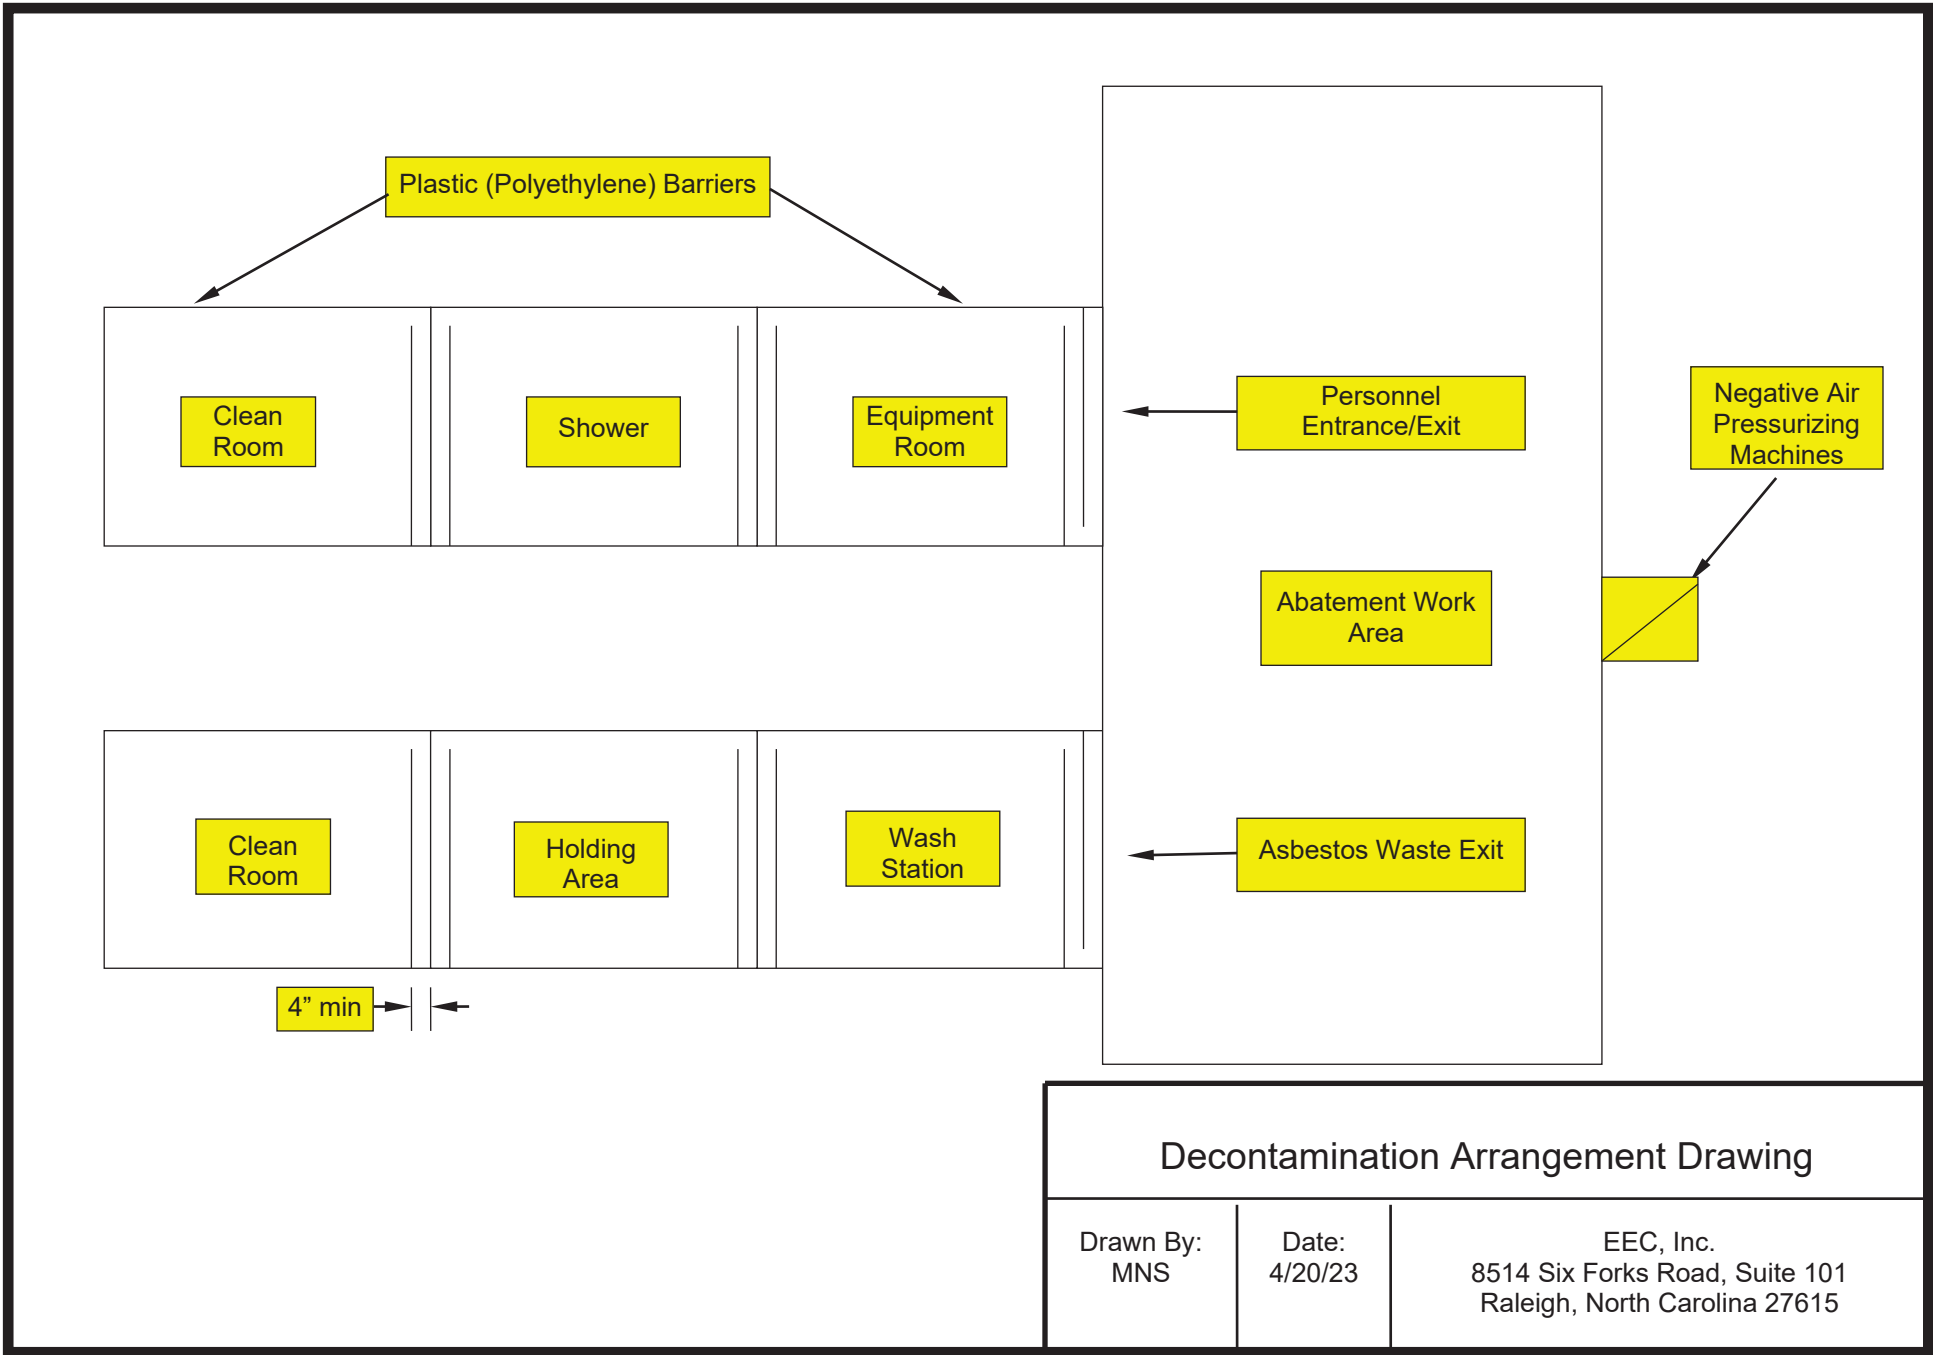 Plastic (Polyethylene) Barriers
Clean
Room
Shower
Equipment
Room
Personnel
Entrance/Exit
Negative Air
Pressurizing
Machines
Abatement Work
Area
Clean
Room
Holding
Area
Wash
Station
Asbestos Waste Exit
4” min
Decontamination Arrangement Drawing
Drawn By:
MNS
Date:
4/20/23
EEC, Inc.
8514 Six Forks Road, Suite 101
Raleigh, North Carolina 27615